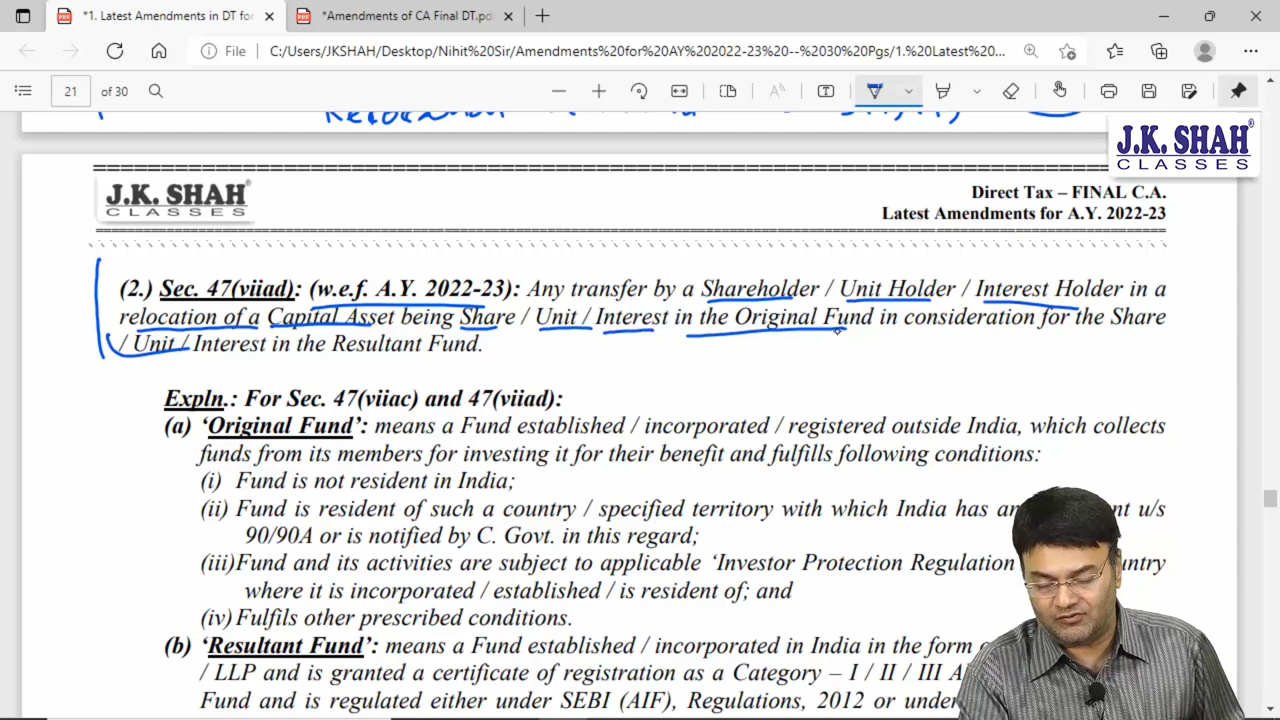 *1. Latest Amendments in DT for
*Amendments of CA Final DT.pdf
File
C:/Users/JKSHAH/Desktop/Nihit%20Sir/Amendments%20for%20AY%202022-23%20--%2030%20Pgs/1.%20Latest%20...
21 of 30
J.K. SHAH®
CLASSES
J.K. SHAH®
CLASSES
Direct Tax – FINAL C.A.
Latest Amendments for A.Y. 2022-23
(2.) Sec. 47(viiad): (w.e.f. A.Y. 2022-23): Any transfer by a Shareholder / Unit Holder / Interest Holder in a
relocation of a Capital Asset being Share / Unit / Interest in the Original Fund in consideration for the Share
/ Unit / Interest in the Resultant Fund.
Expln.: For Sec. 47(viiac) and 47(viiad):
(a) ‘Original Fund’: means a Fund established / incorporated / registered outside India, which collects
funds from its members for investing it for their benefit and fulfills following conditions:
(i) Fund is not resident in India;
(ii) Fund is resident of such a country / specified territory with which India has an u/s
90/90A or is notified by C. Govt. in this regard;
(iii) Fund and its activities are subject to applicable ‘Investor Protection Regulation
where it is incorporated / established / is resident of; and
(iv) Fulfils other prescribed conditions.
(b) ‘Resultant Fund’: means a Fund established / incorporated in India in the form
/ LLP and is granted a certificate of registration as a Category – I / II / III
Fund and is regulated either under SEBI (AIF), Regulations, 2012 or under